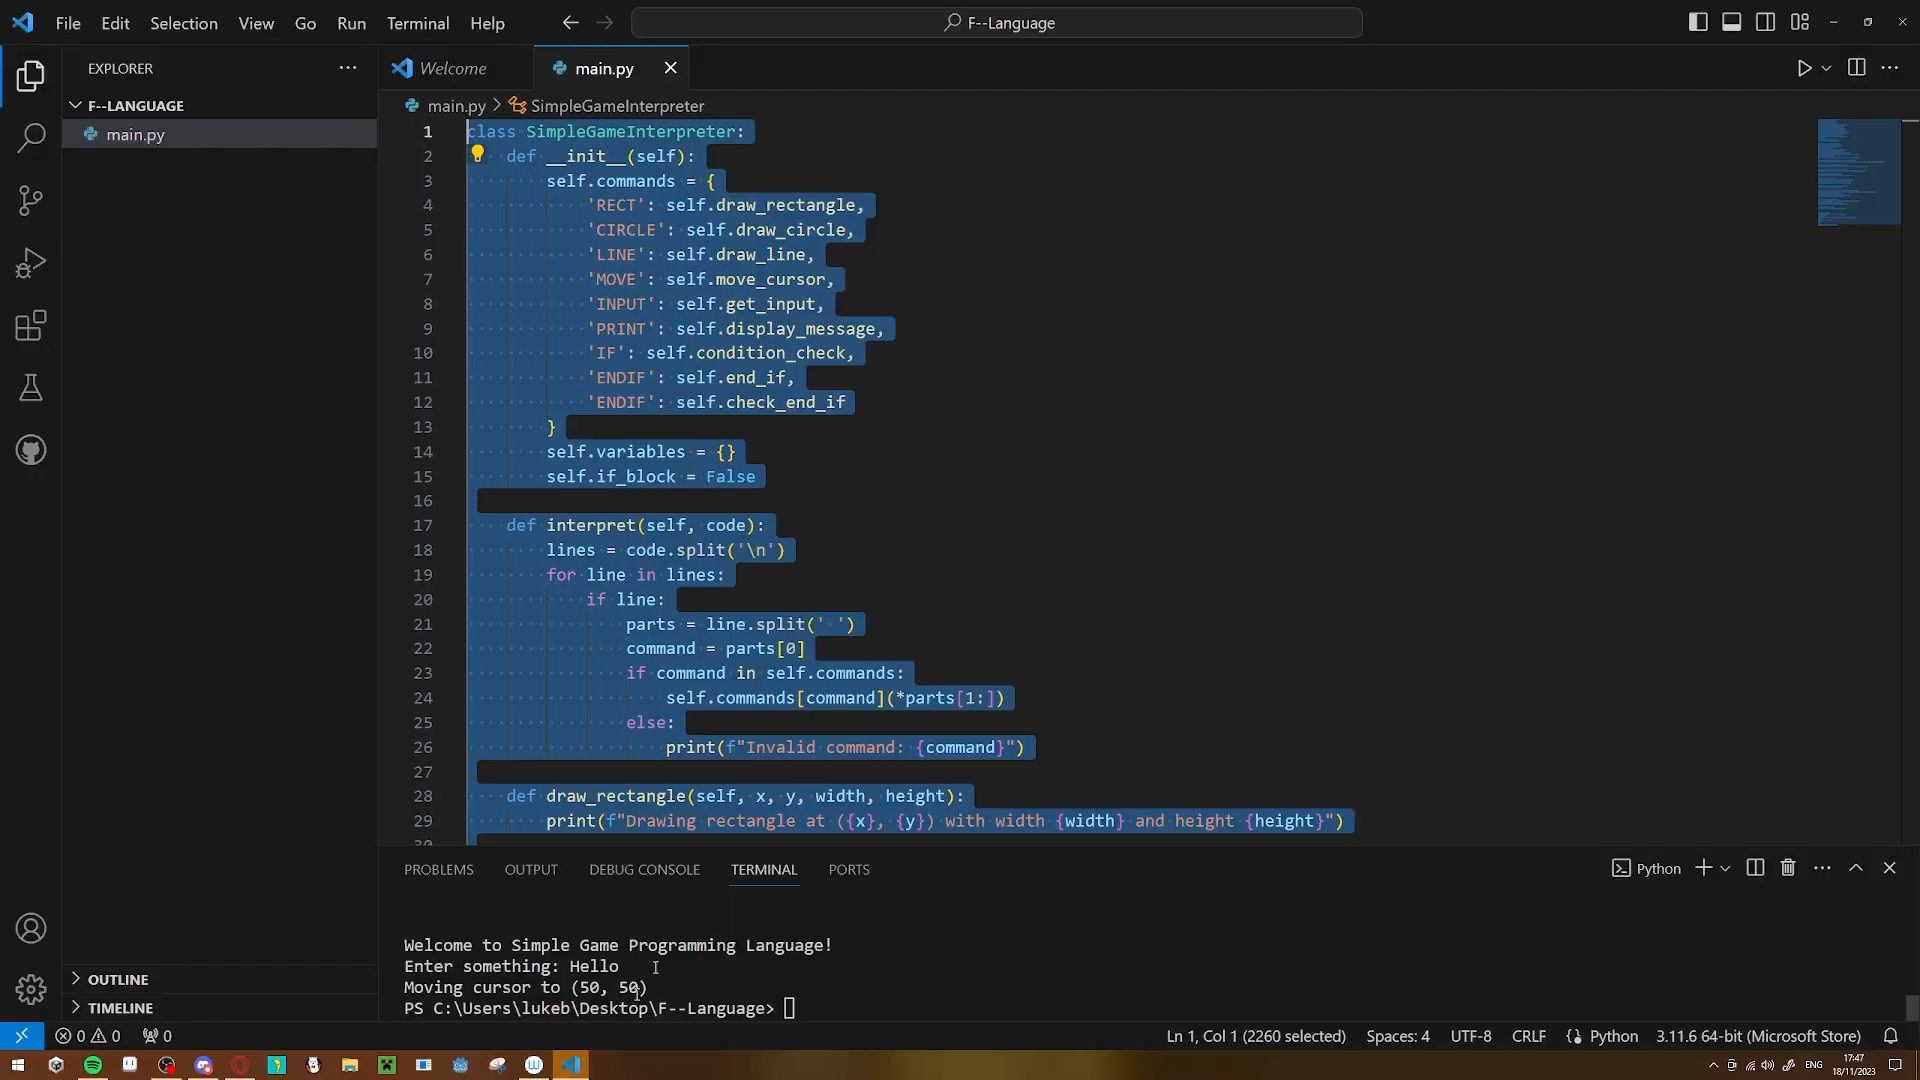 File Edit Selection View Go Run Terminal Help
F--Language
EXPLORER
F--LANGUAGE
main.py
Welcome
main.py
main.py > SimpleGameInterpreter
1 class SimpleGameInterpreter:
2 def __init__(self):
3 self.commands = {
4 'RECT': self.draw_rectangle,
5 'CIRCLE': self.draw_circle,
6 'LINE': self.draw_line,
7 'MOVE': self.move_cursor,
8 'INPUT': self.get_input,
9 'PRINT': self.display_message,
10 'IF': self.condition_check,
11 'ENDIF': self.end_if,
12 'ENDIF': self.check_end_if
13 }
14 self.variables = {}
15 self.if_block = False
16
17 def interpret(self, code):
18 lines = code.split('\n')
19 for line in lines:
20 if line:
21 parts = line.split(' ')
22 command = parts[0]
23 if command in self.commands:
24 self.commands[command](*parts[1:])
25 else:
26 print(f"Invalid command: {command}")
27
28 def draw_rectangle(self, x, y, width, height):
29 print(f"Drawing rectangle at ({x}, {y}) with width {width} and height {height}")
PROBLEMS OUTPUT DEBUG CONSOLE TERMINAL PORTS
Python
Welcome to Simple Game Programming Language!
Enter something: Hello
Moving cursor to (50, 50)
PS C:\Users\lukeb\Desktop\F--Language>
OUTLINE
TIMELINE
0 0 0
Ln 1, Col 1 (2260 selected) Spaces: 4 UTF-8 CRLF Python 3.11.6 64-bit (Microsoft Store)
ENG
17:47
18/11/2023